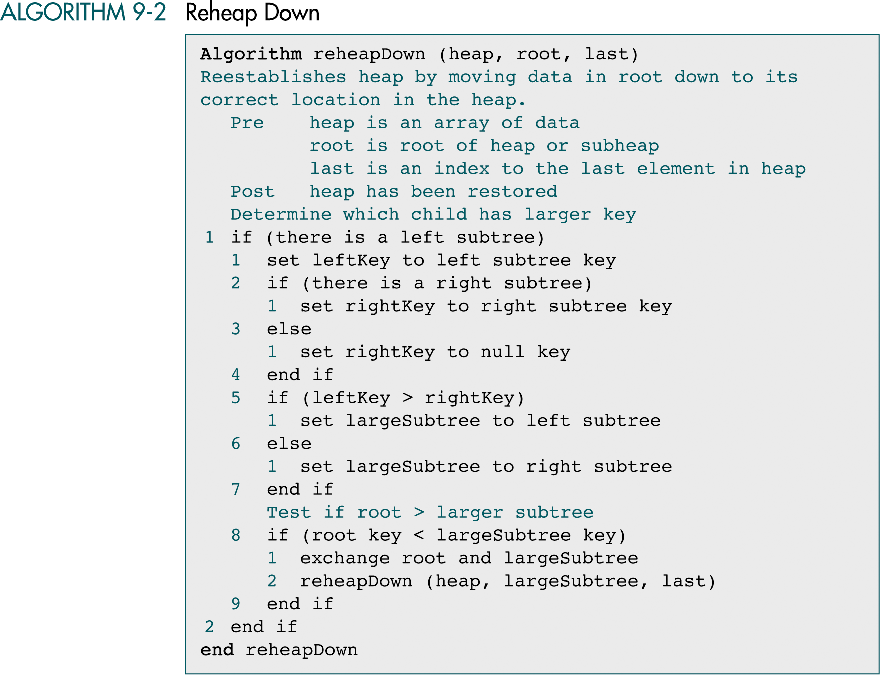 ALGORITHM 9-2 Reheap Down
Algorithm reheapDown (heap, root, last)
Reestablishes heap by moving data in root down to its
correct location in the heap.
Pre heap is an array of data
root is root of heap or subheap
last is an index to the last element in heap
Post heap has been restored
Determine which child has larger key
1 if (there is a left subtree)
1 set leftKey to left subtree key
2 if (there is a right subtree)
1 set rightKey to right subtree key
3 else
1 set rightKey to null key
4 end if
5 if (leftKey > rightKey)
1 set largeSubtree to left subtree
6 else
1 set largeSubtree to right subtree
7 end if
Test if root > larger subtree
8 if (root key < largeSubtree key)
1 exchange root and largeSubtree
2 reheapDown (heap, largeSubtree, last)
9 end if
2 end if
end reheapDown